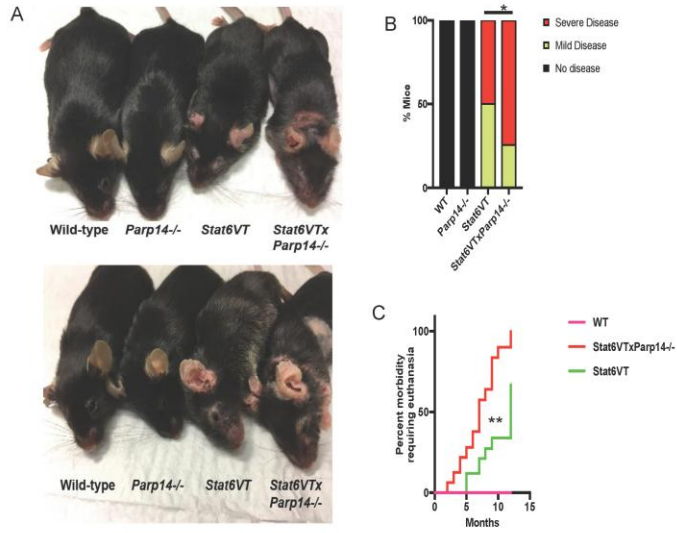 A
Wild-type Parp14-/- Stat6VT Stat6VTx
Parp14-/-
Wild-type Parp14-/- Stat6VT Stat6VTx
Parp14-/-
B
100
50
0
% Mice
*
Severe Disease
Mild Disease
No disease
WT
Parp14-/-
Stat6VT
Stat6VTxParp14-/-
C
100
50
0
Percent morbidity
requiring euthanasia
**
0 5 10 15
Months
WT
Stat6VTxParp14-/-
Stat6VT